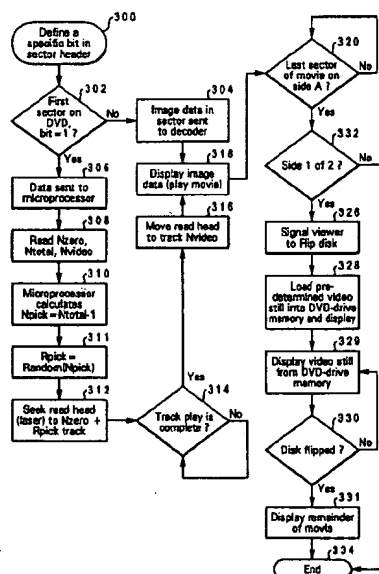 300
Define a
specific bit in
sector header
302
First
sector on
DVD,
bit = 1 ?
No
Yes
304
Image data in
sector sent to
decoder
306
Data sent to
microprocessor
308
Read Nzero,
Ntotal, Nvideo
310
Microprocessor
calculates
Npick = Ntotal-1
311
Rpick =
Random(Npick)
312
Seek read head
(laser) to Nzero +
Rpick track
318
Display image
data (play movie)
316
Move read head
to track Nvideo
314
Track play is
complete ?
Yes
No
320
Last sector
of movie on
side A ?
No
Yes
332
Side 1 of 2 ?
No
Yes
326
Signal viewer
to Flip disk
328
Load pre-
determined video
still into DVD-drive
memory and display
329
Display video still
from DVD-drive
memory
330
Disk flipped ?
No
Yes
331
Display remainder
of movie
334
End